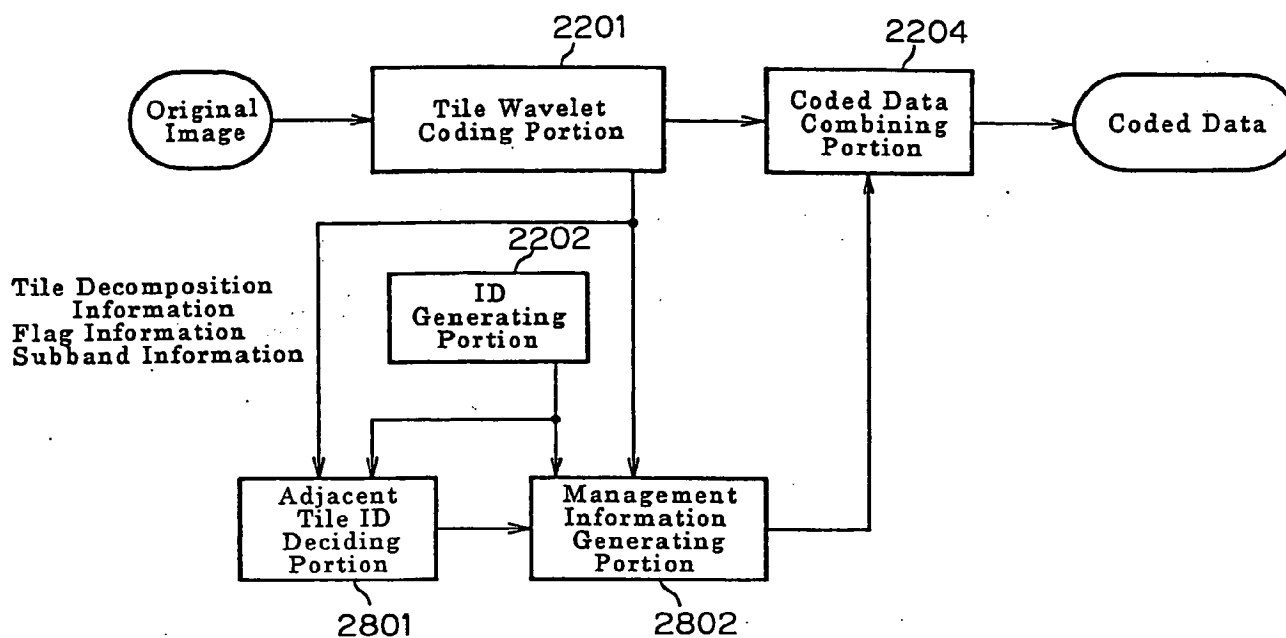 2201
2204
Original
Image
Tile Wavelet
Coding Portion
Coded Data
Combining
Portion
Coded Data
2202
Tile Decomposition
Information
Flag Information
Subband Information
ID
Generating
Portion
Adjacent
Tile ID
Deciding
Portion
Management
Information
Generating
Portion
2801
2802